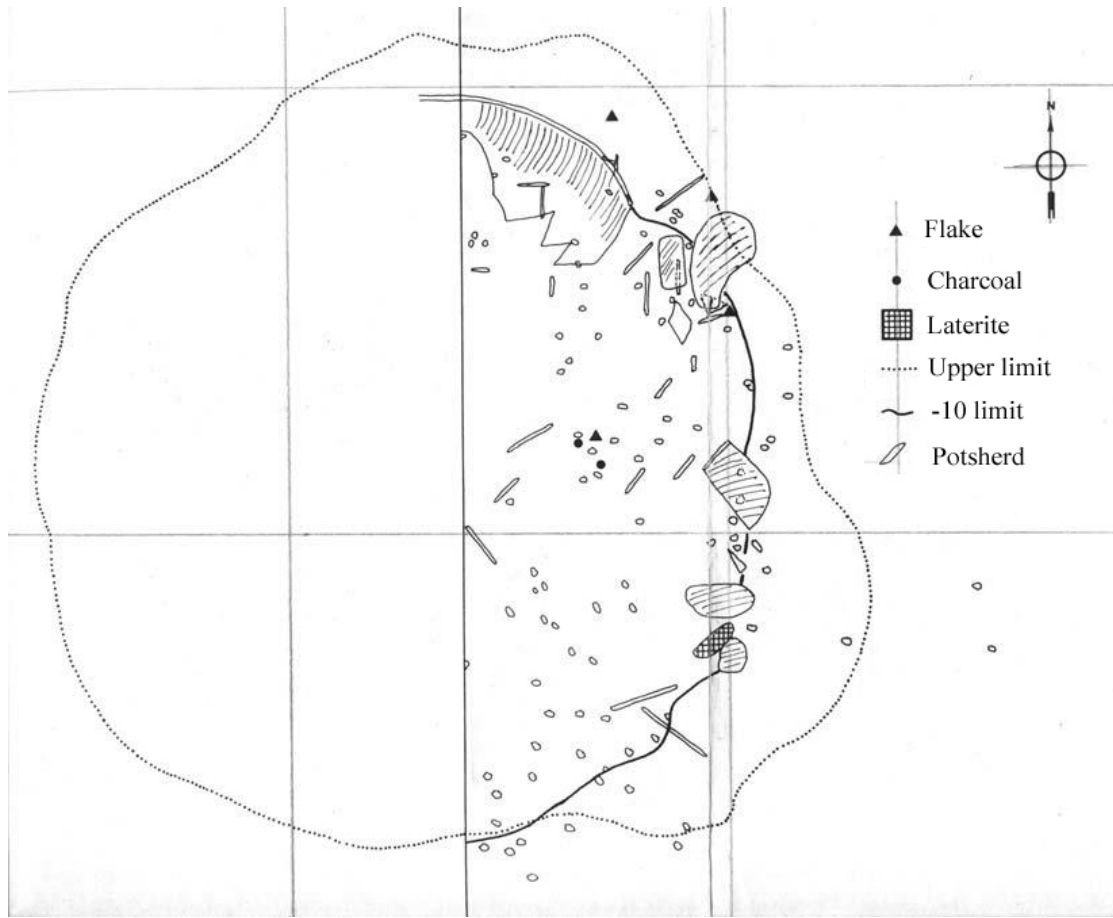 N
Flake
Charcoal
Laterite
Upper limit
-10 limit
Potsherd